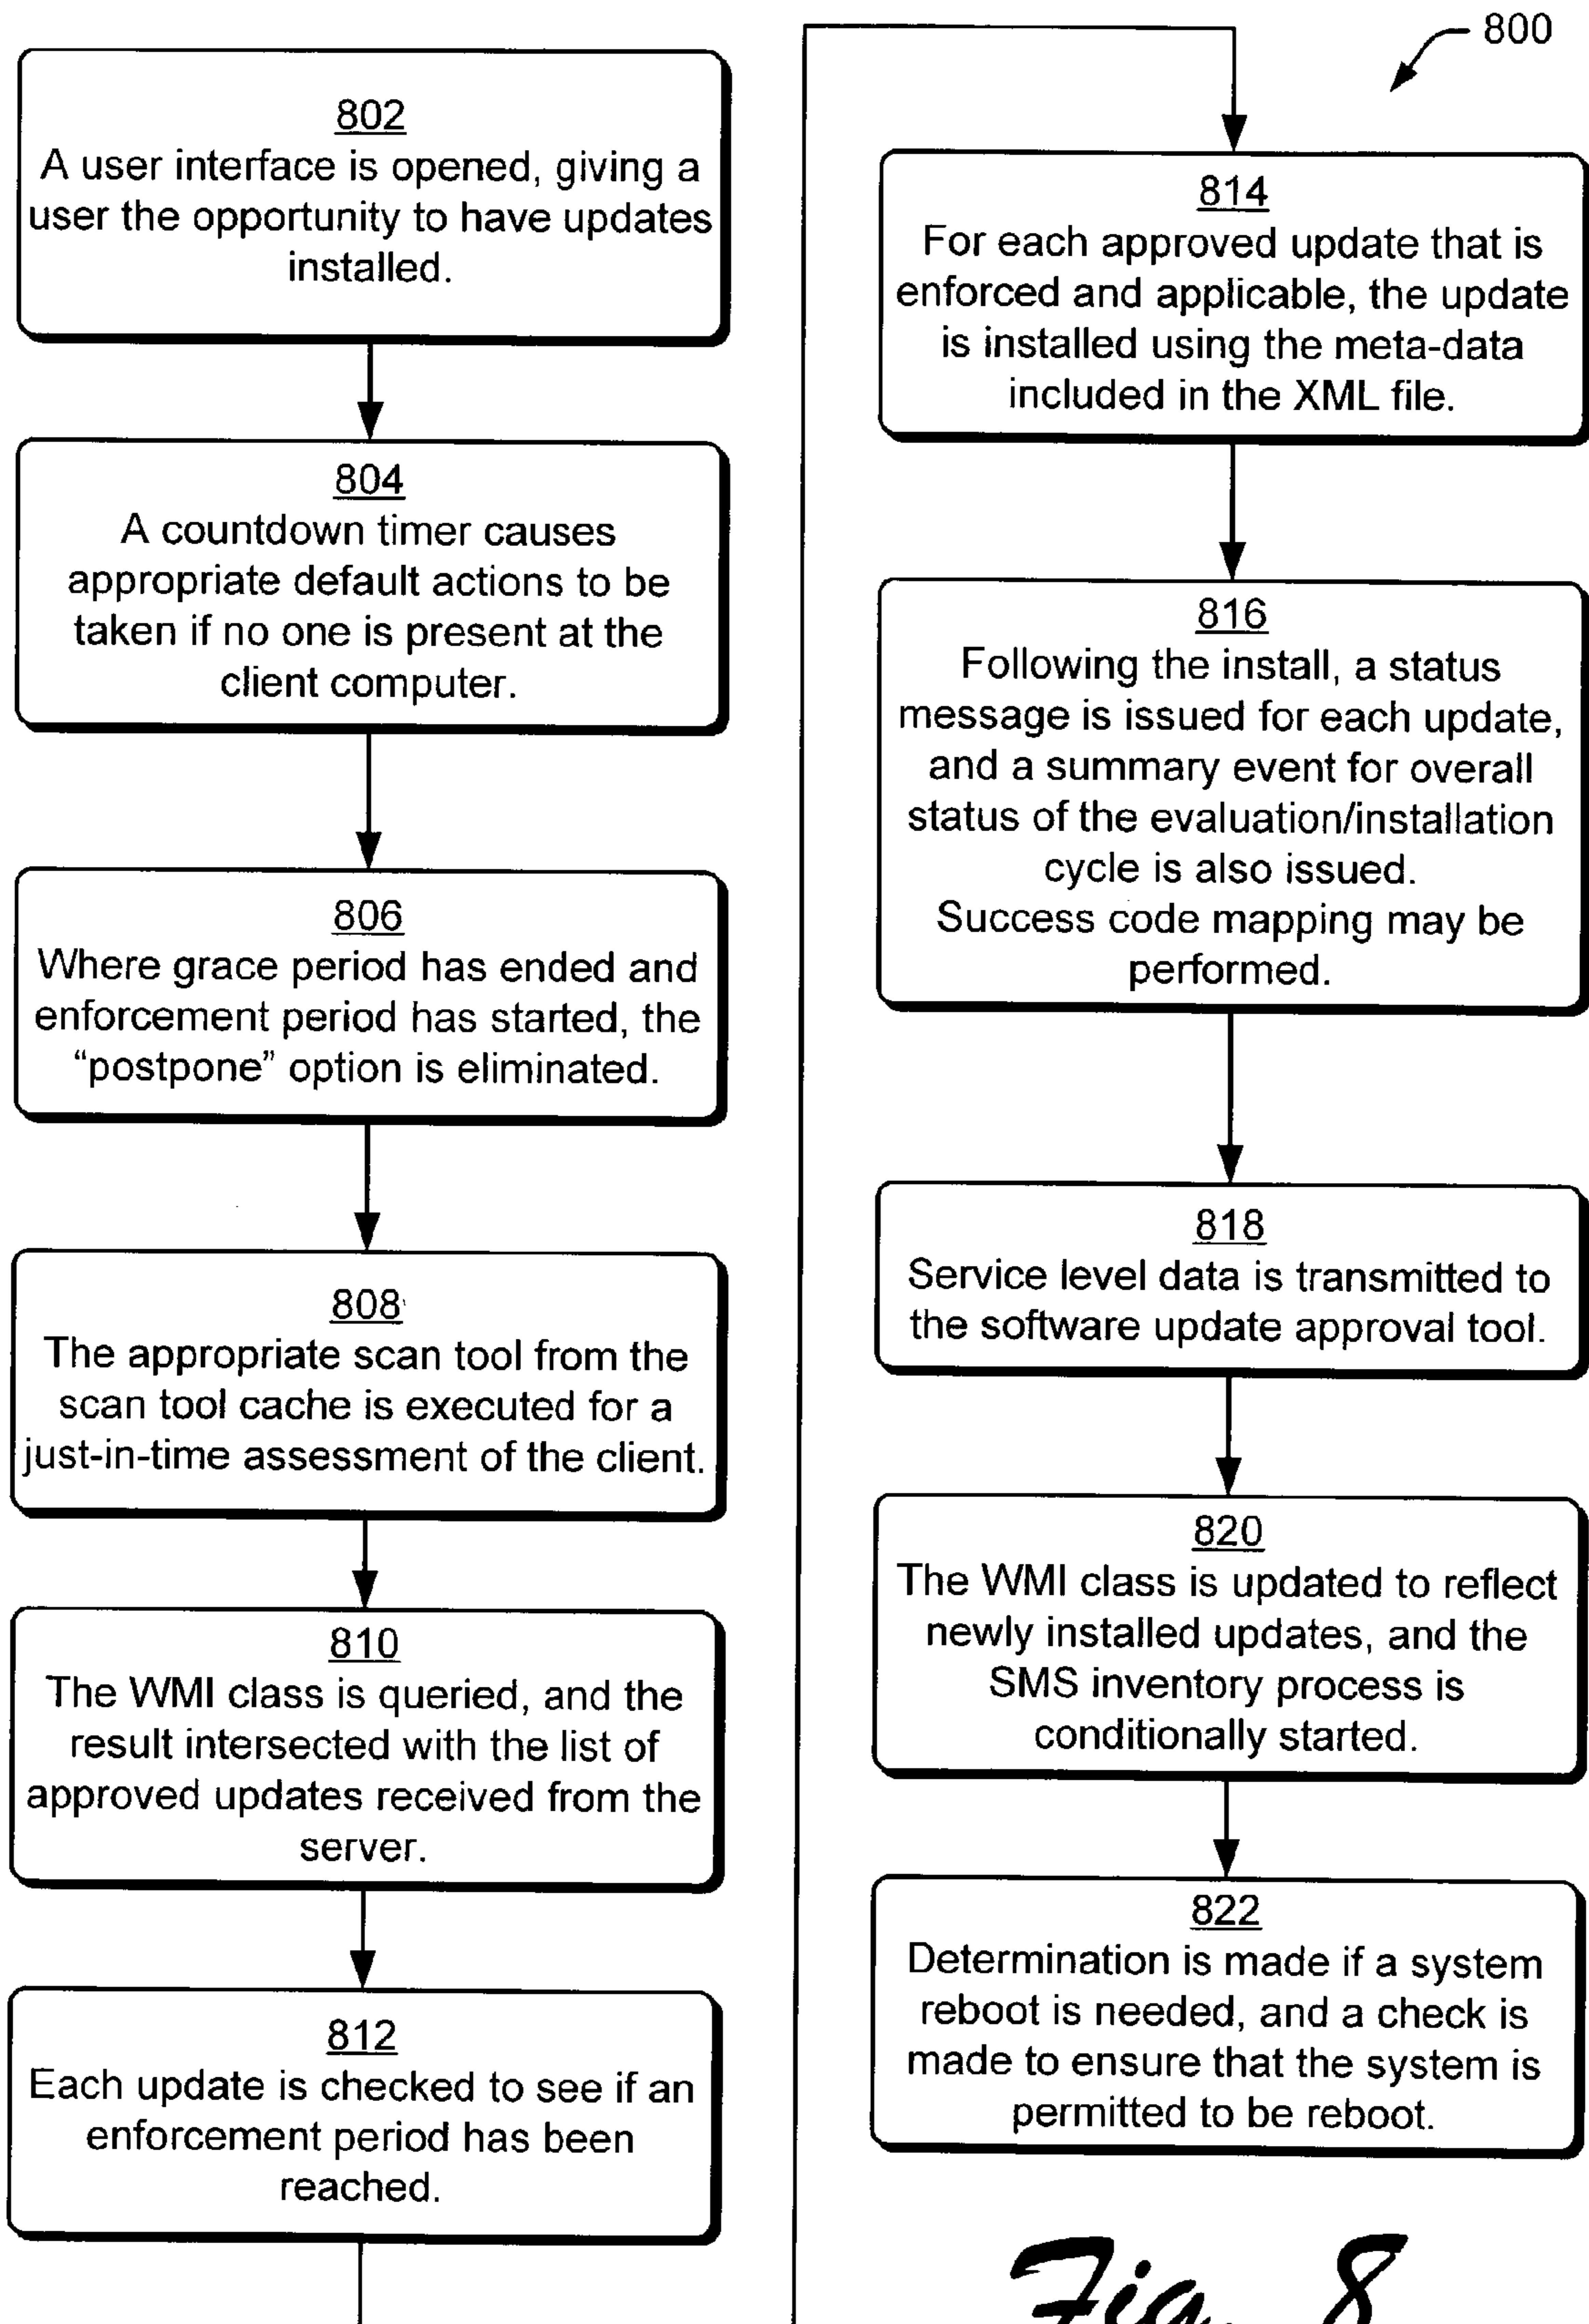 800
802
A user interface is opened, giving a
user the opportunity to have updates
installed.
804
A countdown timer causes
appropriate default actions to be
taken if no one is present at the
client computer.
806
Where grace period has ended and
enforcement period has started, the
“postpone” option is eliminated.
808
The appropriate scan tool from the
scan tool cache is executed for a
just-in-time assessment of the client.
810
The WMI class is queried, and the
result intersected with the list of
approved updates received from the
server.
812
Each update is checked to see if an
enforcement period has been
reached.
814
For each approved update that is
enforced and applicable, the update
is installed using the meta-data
included in the XML file.
816
Following the install, a status
message is issued for each update,
and a summary event for overall
status of the evaluation/installation
cycle is also issued.
Success code mapping may be
performed.
818
Service level data is transmitted to
the software update approval tool.
820
The WMI class is updated to reflect
newly installed updates, and the
SMS inventory process is
conditionally started.
822
Determination is made if a system
reboot is needed, and a check is
made to ensure that the system is
permitted to be reboot.
Fig. 8